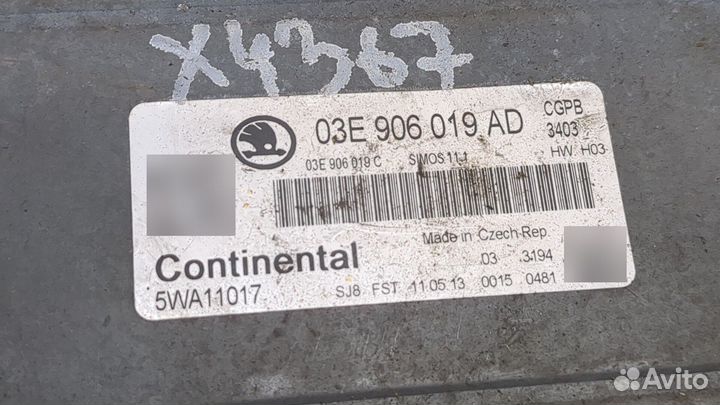 X4367
03E 906 019 AD
CGPB
3403
03E 906 019 C SIMOS 11.1
HW H03
Made in Czech Rep.
Continental
03 3194
5WA11017
SJ8 FST 11.05.13 0015 0481
Avito